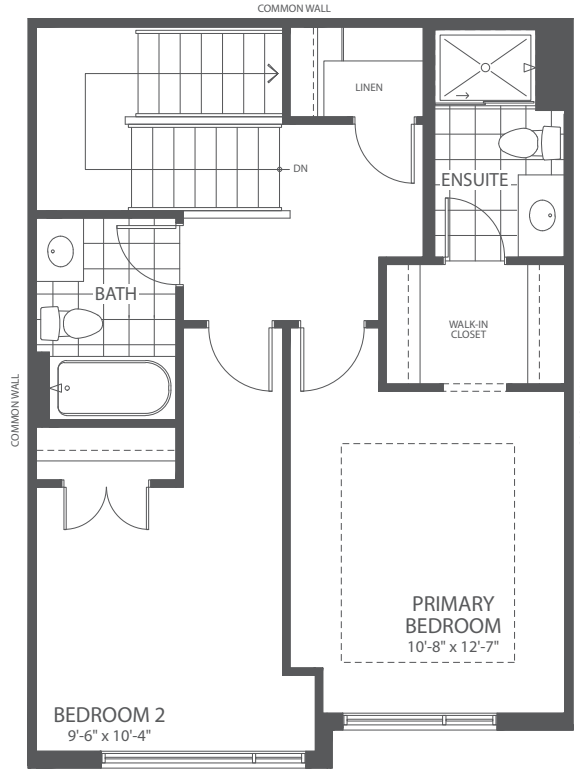 COMMON WALL
LINEN
DN
ENSUITE
BATH
WALK-IN
CLOSET
COMMON WALL
PRIMARY
BEDROOM
10'-8" x 12'-7"
BEDROOM 2
9'-6" x 10'-4"